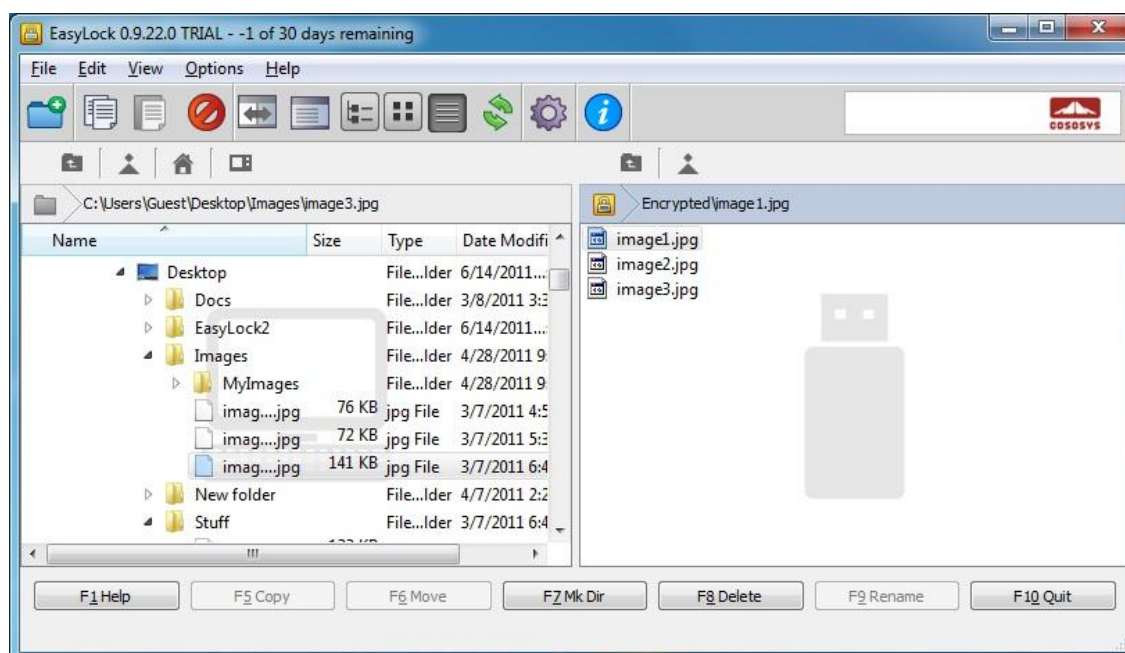 EasyLock 0.9.22.0 TRIAL - -1 of 30 days remaining
File Edit View Options Help
COSOSYS
C:\Users\Guest\Desktop\Images\image3.jpg
Encrypted\image1.jpg
Name Size Type Date Modifi
image1.jpg
image2.jpg
image3.jpg
Desktop File...lder 6/14/2011...
Docs File...lder 3/8/2011 3:3
EasyLock2 File...lder 6/14/2011...
Images File...lder 4/28/2011 9:
MyImages File...lder 4/28/2011 9
imag....jpg 76 KB jpg File 3/7/2011 4:5
imag....jpg 72 KB jpg File 3/7/2011 5:3
imag....jpg 141 KB jpg File 3/7/2011 6:4
New folder File...lder 4/7/2011 2:2
Stuff File...lder 3/7/2011 6:4
F1 Help F5 Copy F6 Move F7 Mk Dir F8 Delete F9 Rename F10 Quit